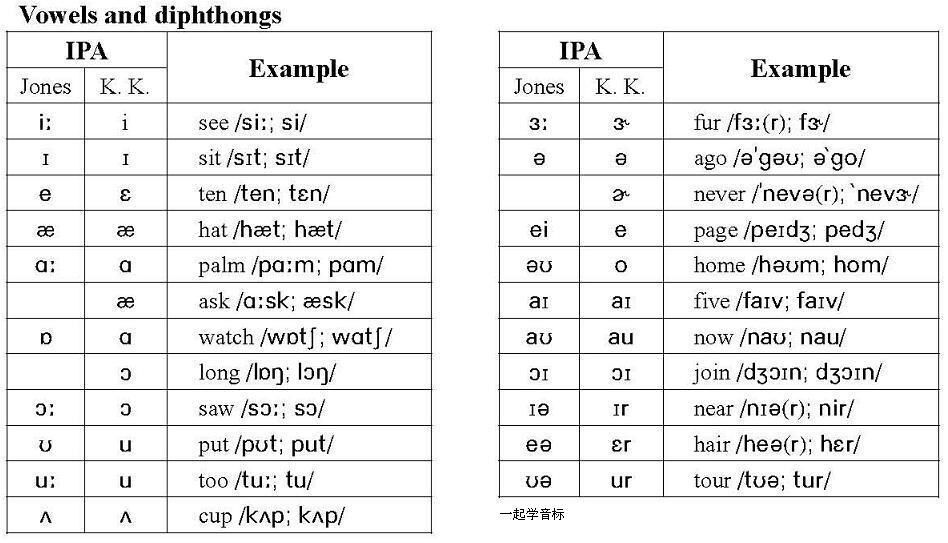 Vowels and diphthongs
IPA Example
Jones K. K.
iː i see /siː; si/
ɪ ɪ sit /sɪt; sɪt/
e ɛ ten /ten; tɛn/
æ æ hat /hæt; hæt/
ɑː ɑ palm /pɑːm; pɑm/
æ ask /ɑːsk; æsk/
ɒ ɑ watch /wɒtʃ; wɑtʃ/
ɔ long /lɒŋ; lɔŋ/
ɔː ɔ saw /sɔː; sɔ/
ʊ u put /pʊt; put/
uː u too /tuː; tu/
ʌ ʌ cup /kʌp; kʌp/
IPA Example
Jones K. K.
ɜː ɝ fur /fɜː(r); fɝ/
ə ə ago /əˈgəʊ; əˋgo/
ɚ never /ˈnevə(r); ˋnevɝ/
ei e page /peɪdʒ; pedʒ/
əʊ o home /həʊm; hom/
aɪ aɪ five /faɪv; faɪv/
aʊ au now /naʊ; nau/
ɔɪ ɔɪ join /dʒɔɪn; dʒɔɪn/
ɪə ɪr near /nɪə(r); nir/
eə ɛr hair /heə(r); hɛr/
ʊə ur tour /tʊə; tur/
一起学音标